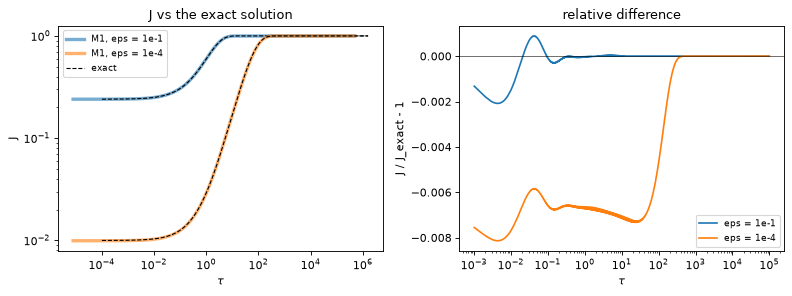 J vs the exact solution
J
10⁰
10⁻¹
10⁻²
M1, eps = 1e-1
M1, eps = 1e-4
exact
10⁻⁴ 10⁻² 10⁰ 10² 10⁴ 10⁶
τ
relative difference
J / J_exact - 1
0.000
−0.002
−0.004
−0.006
−0.008
eps = 1e-1
eps = 1e-4
10⁻³ 10⁻² 10⁻¹ 10⁰ 10¹ 10² 10³ 10⁴ 10⁵
τ